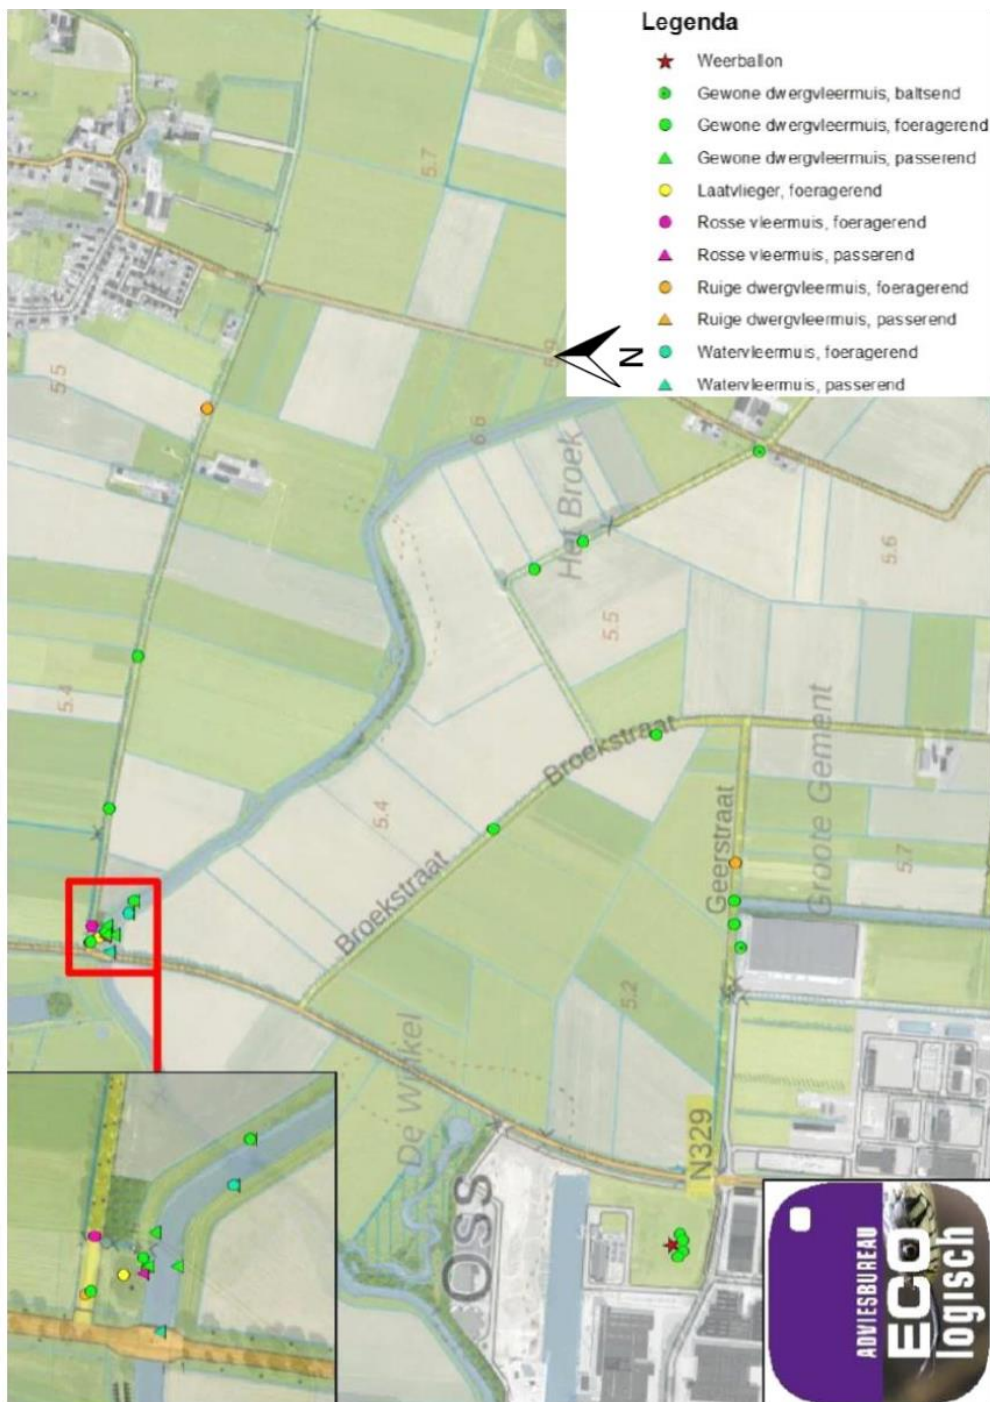 Legenda
Weerballon
Gewone dwergvleermuis, baltsend
Gewone dwergvleermuis, foeragerend
Gewone dwergvleermuis, passerend
Laatvlieger, foeragerend
Rosse vleermuis, foeragerend
Rosse vleermuis, passerend
Ruige dwergvleermuis, foeragerend
Ruige dwergvleermuis, passerend
Watervleermuis, foeragerend
Watervleermuis, passerend
N
5.7
5.5
6.6
Het Broek
5.6
5.5
5.4
Broekstraat
Groote Gement
5.4
Geerstraat
5.7
Broekstraat
5.2
De Winkel
N329
OSS
ADVIESBUREAU
ECO
logisch